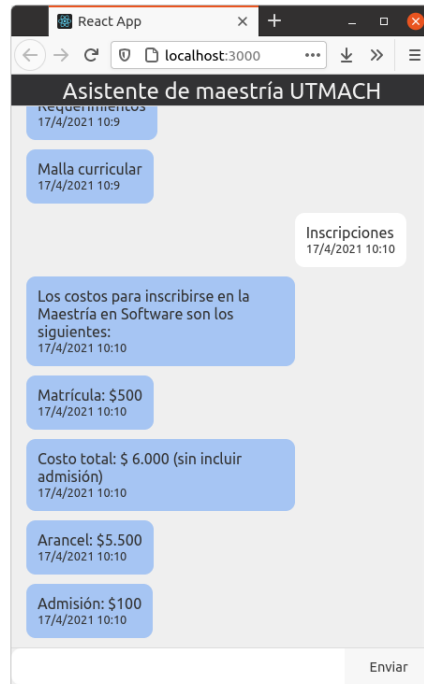 React App
localhost:3000
Asistente de maestría UTMACH
Requerimientos
17/4/2021 10:9
Malla curricular
17/4/2021 10:9
Inscripciones
17/4/2021 10:10
Los costos para inscribirse en la
Maestría en Software son los
siguientes:
17/4/2021 10:10
Matrícula: $500
17/4/2021 10:10
Costo total: $ 6.000 (sin incluir
admisión)
17/4/2021 10:10
Arancel: $5.500
17/4/2021 10:10
Admisión: $100
17/4/2021 10:10
Enviar